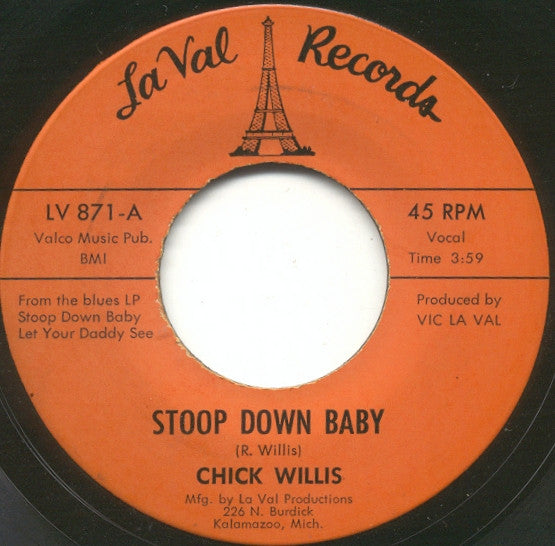 La Val Records
LV 871-A
Valco Music Pub.
BMI
45 RPM
Vocal
Time 3:59
From the blues LP
Stoop Down Baby
Let Your Daddy See
Produced by
VIC LA VAL
STOOP DOWN BABY
(R. Willis)
CHICK WILLIS
Mfg. by La Val Productions
226 N. Burdick
Kalamazoo, Mich.